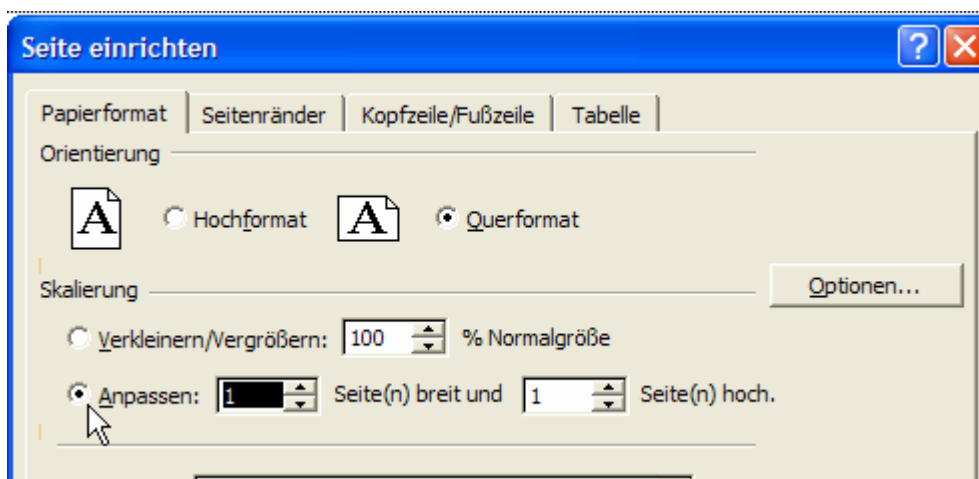 Seite einrichten
Papierformat Seitenränder Kopfzeile/Fußzeile Tabelle
Orientierung
A Hochformat A Querformat
Optionen...
Skalierung
Verkleinern/Vergrößern: 100 % Normalgröße
Anpassen: 1 Seite(n) breit und 1 Seite(n) hoch.